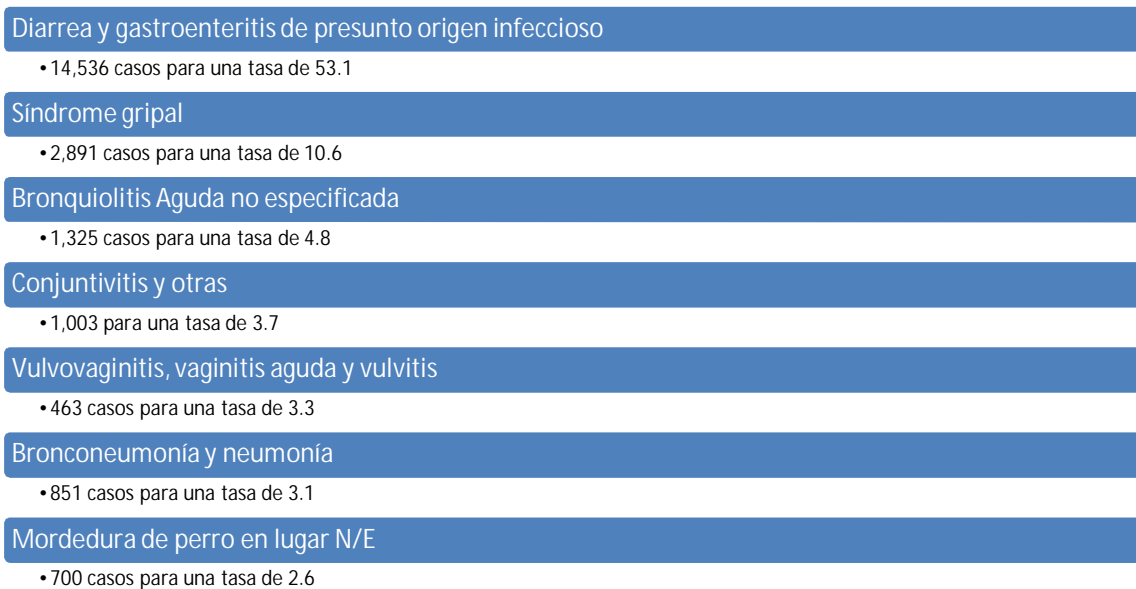 Diarrea y gastroenteritis de presunto origen infeccioso
• 14,536 casos para una tasa de 53.1
Síndrome gripal
• 2,891 casos para una tasa de 10.6
Bronquiolitis Aguda no especificada
• 1,325 casos para una tasa de 4.8
Conjuntivitis y otras
• 1,003 para una tasa de 3.7
Vulvovaginitis, vaginitis aguda y vulvitis
• 463 casos para una tasa de 3.3
Bronconeumonía y neumonía
• 851 casos para una tasa de 3.1
Mordedura de perro en lugar N/E
• 700 casos para una tasa de 2.6